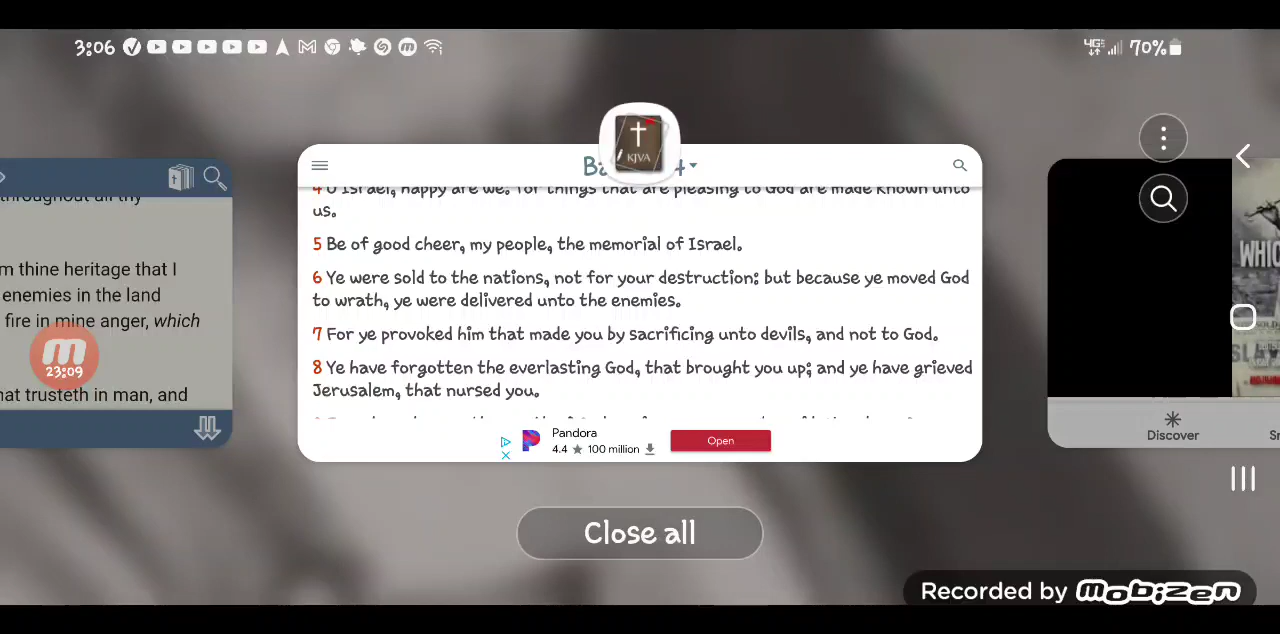 3:06
4G 70%
KJVA
Ba 4
4 O Israel, happy are we: for things that are pleasing to God are made known unto
us.
5 Be of good cheer, my people, the memorial of Israel.
6 Ye were sold to the nations, not for your destruction: but because ye moved God
to wrath, ye were delivered unto the enemies.
7 For ye provoked him that made you by sacrificing unto devils, and not to God.
8 Ye have forgotten the everlasting God, that brought you up; and ye have grieved
Jerusalem, that nursed you.
Pandora
4.4 ★ 100 million
Open
throughout all thy
m thine heritage that I
enemies in the land
fire in mine anger, which
23:09
hat trusteth in man, and
WHIC
SLA
Discover
Sn
Close all
Recorded by mobizen